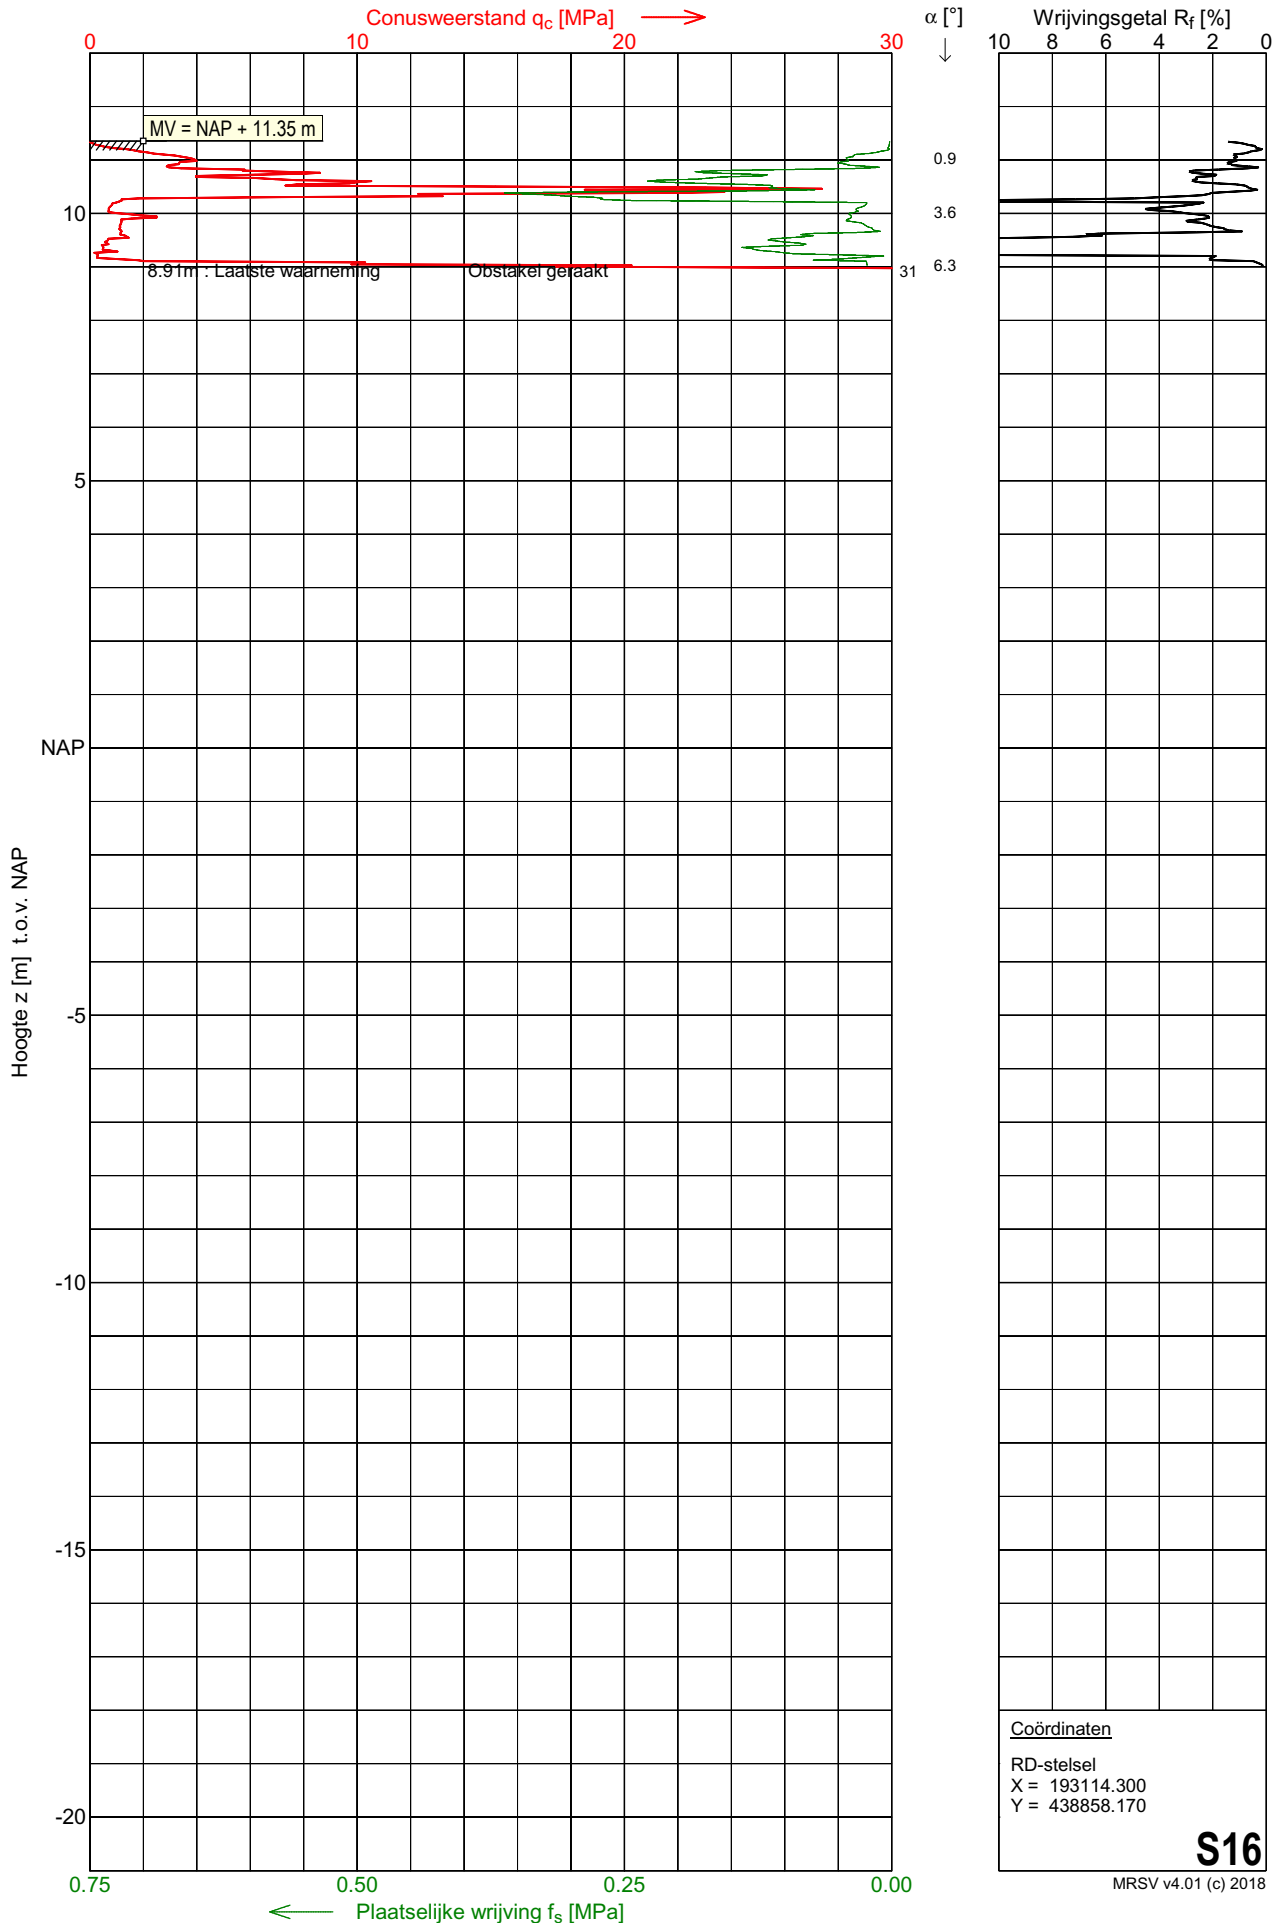 Conusweerstand qc [MPa]
α [°]
Wrijvingsgetal Rf [%]
0 10 20 30
10 8 6 4 2 0
MV = NAP + 11.35 m
0.9
10
3.6
8.91m : Laatste waarneming Obstakel geraakt
31
6.3
5
NAP
Hoogte z [m] t.o.v. NAP
-5
-10
-15
-20
Coördinaten
RD-stelsel
X = 193114.300
Y = 438858.170
S16
MRSV v4.01 (c) 2018
0.75 0.50 0.25 0.00
Plaatselijke wrijving fs [MPa]